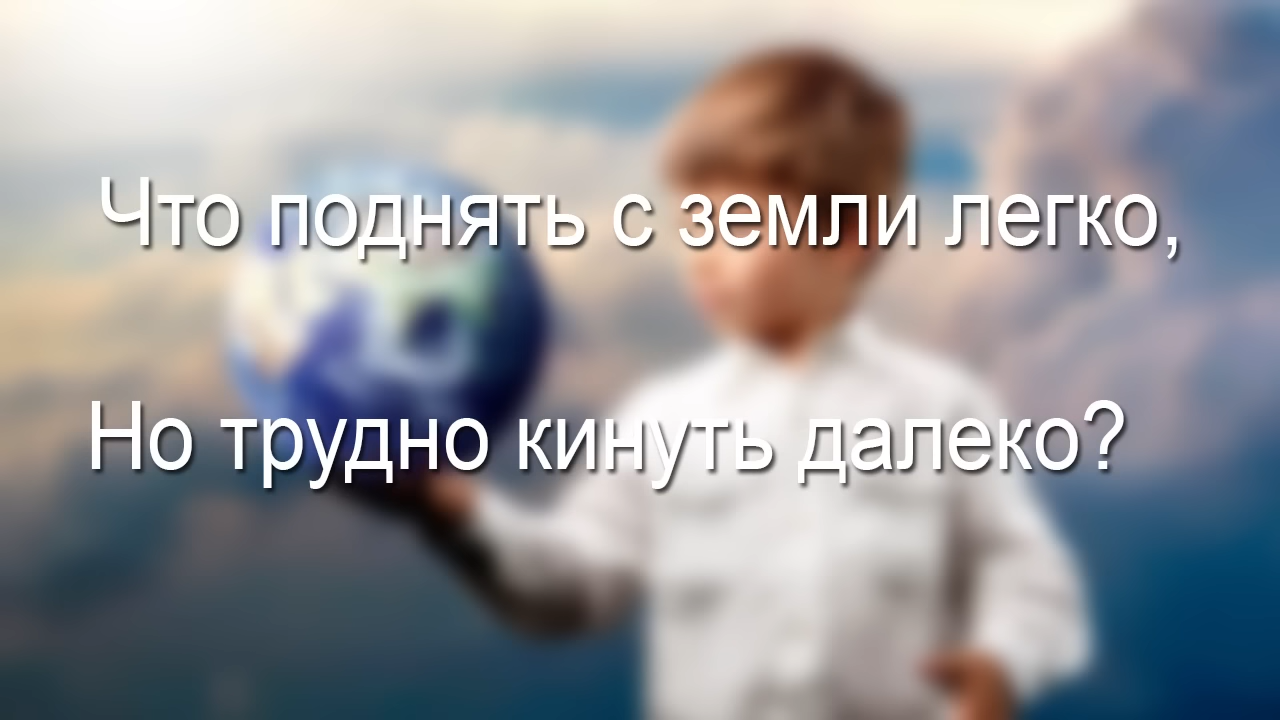 Что поднять с земли легко,
Но трудно кинуть далеко?